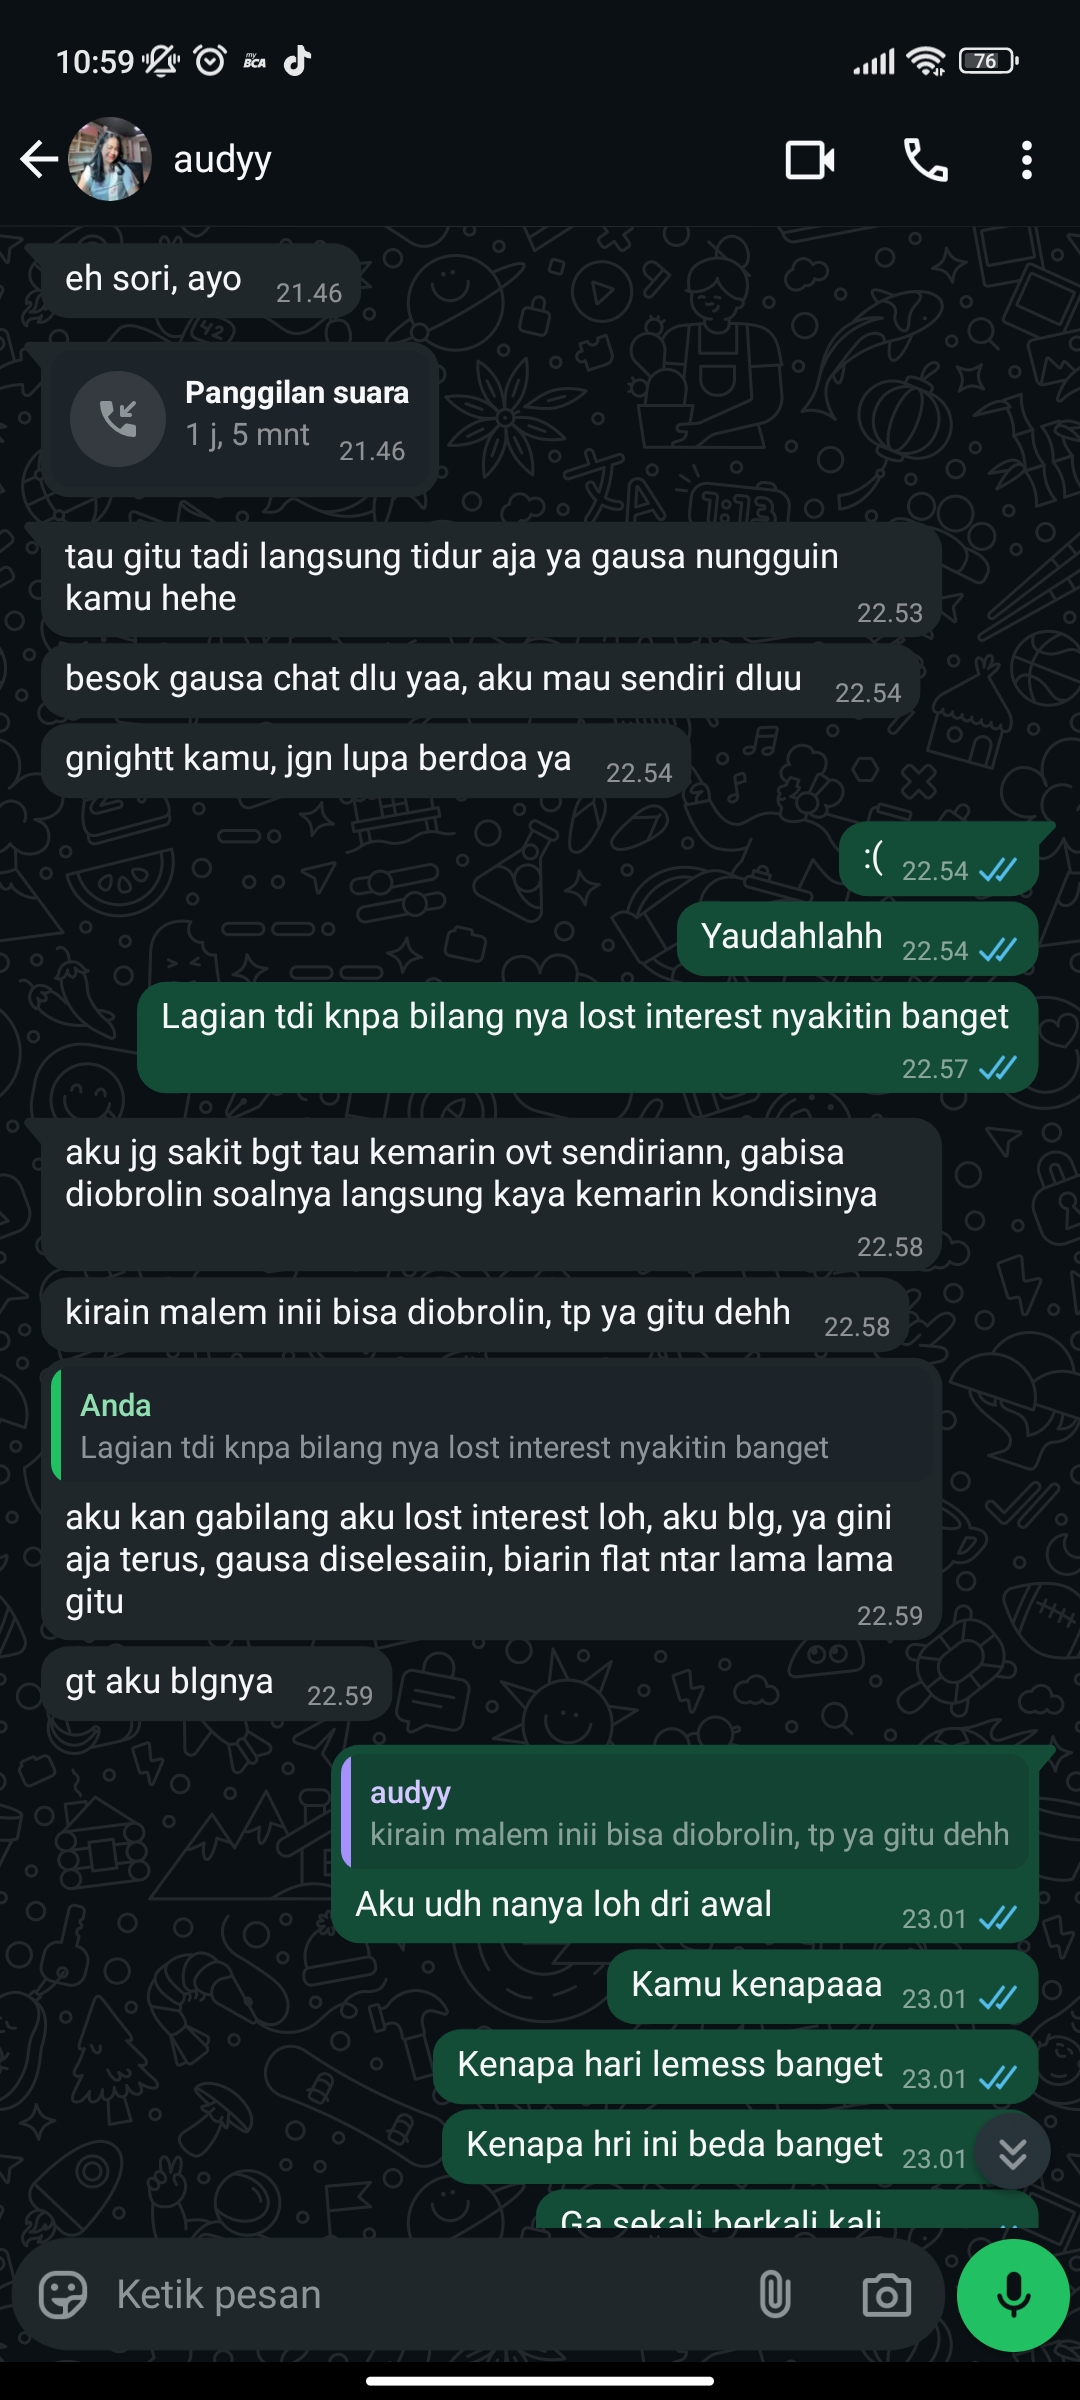 10:59 my BCA 76
audyy
eh sori, ayo 21.46
Panggilan suara
1 j, 5 mnt 21.46
tau gitu tadi langsung tidur aja ya gausa nungguin
kamu hehe 22.53
besok gausa chat dlu yaa, aku mau sendiri dluu 22.54
gnightt kamu, jgn lupa berdoa ya 22.54
:( 22.54
Yaudahlahh 22.54
Lagian tdi knpa bilang nya lost interest nyakitin banget
22.57
aku jg sakit bgt tau kemarin ovt sendiriann, gabisa
diobrolin soalnya langsung kaya kemarin kondisinya
22.58
kirain malem inii bisa diobrolin, tp ya gitu dehh 22.58
Anda
Lagian tdi knpa bilang nya lost interest nyakitin banget
aku kan gabilang aku lost interest loh, aku blg, ya gini
aja terus, gausa diselesaiin, biarin flat ntar lama lama
gitu 22.59
gt aku blgnya 22.59
audyy
kirain malem inii bisa diobrolin, tp ya gitu dehh
Aku udh nanya loh dri awal 23.01
Kamu kenapaaa 23.01
Kenapa hari lemess banget 23.01
Kenapa hri ini beda banget 23.01
Ga sekali berkali kali
Ketik pesan